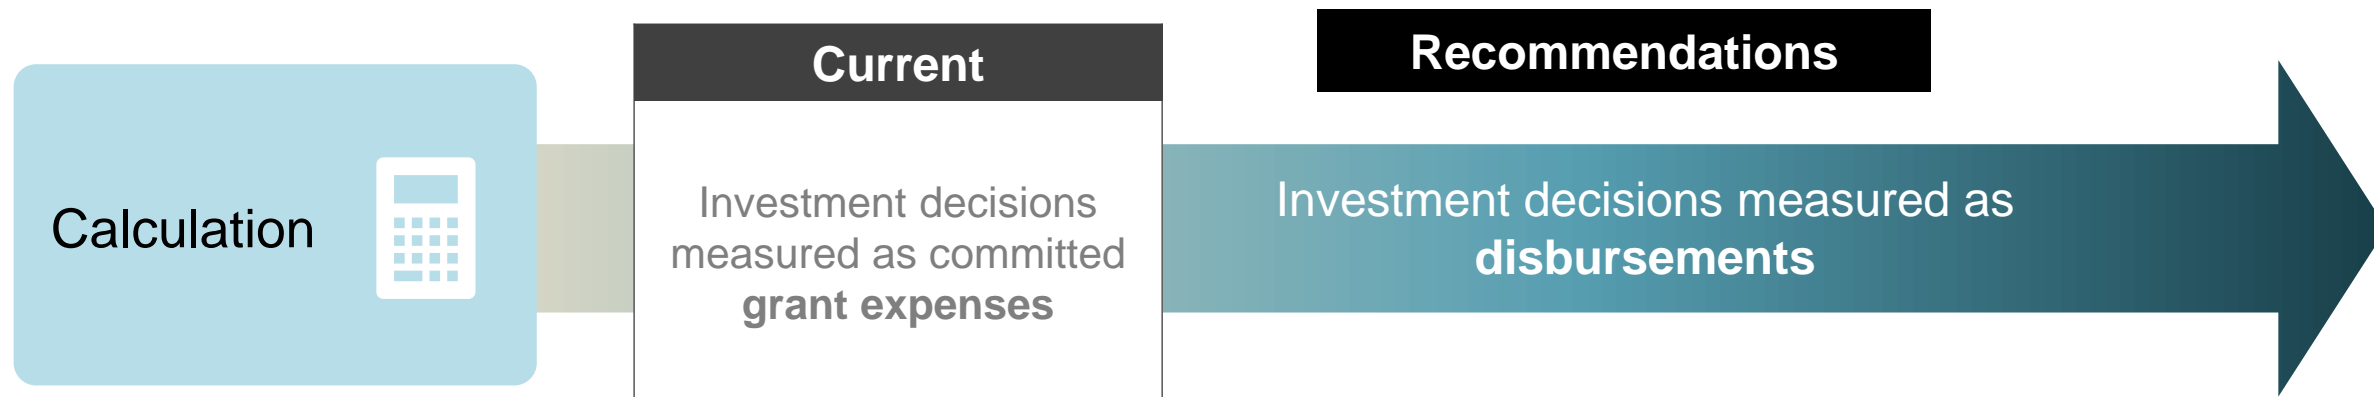 Calculation
Current
Investment decisions
measured as committed
grant expenses
Recommendations
Investment decisions measured as
disbursements